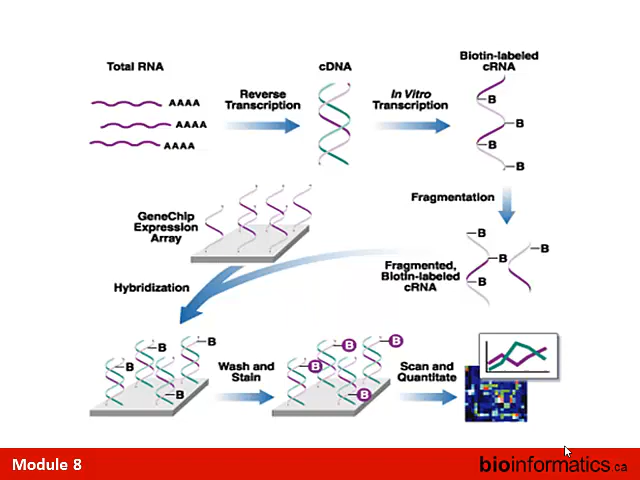 Total RNA
AAAA
AAAA
AAAA
Reverse
Transcription
cDNA
In Vitro
Transcription
Biotin-labeled
cRNA
B
B
B
B
Fragmentation
GeneChip
Expression
Array
B
B
B
B
Fragmented,
Biotin-labeled
cRNA
Hybridization
B
B
B
B
Wash and
Stain
B
B
B
B
Scan and
Quantitate
Module 8
bioinformatics.ca